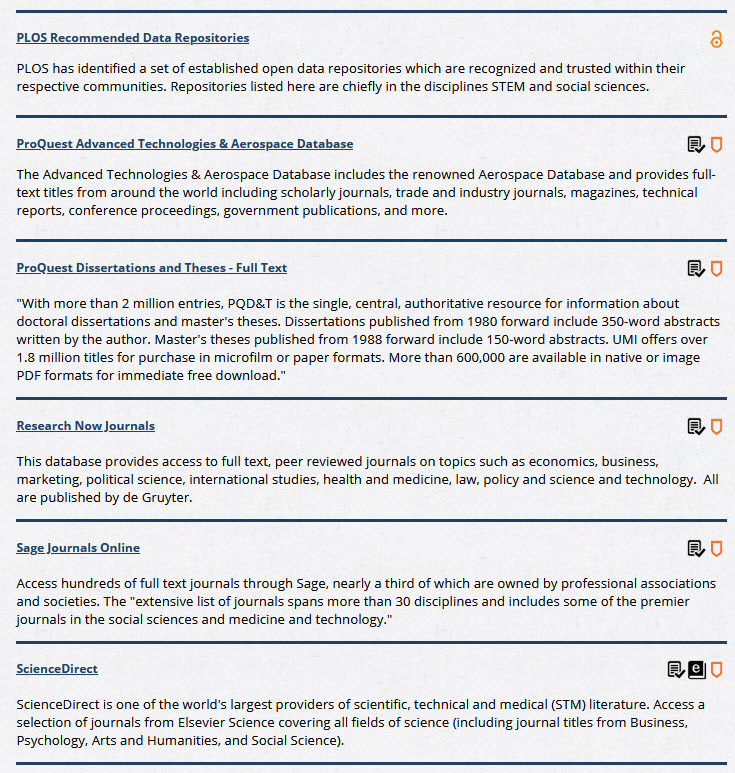 PLOS Recommended Data Repositories
PLOS has identified a set of established open data repositories which are recognized and trusted within their
respective communities. Repositories listed here are chiefly in the disciplines STEM and social sciences.
ProQuest Advanced Technologies & Aerospace Database
The Advanced Technologies & Aerospace Database includes the renowned Aerospace Database and provides full-
text titles from around the world including scholarly journals, trade and industry journals, magazines, technical
reports, conference proceedings, government publications, and more.
ProQuest Dissertations and Theses - Full Text
"With more than 2 million entries, PQD&T is the single, central, authoritative resource for information about
doctoral dissertations and master's theses. Dissertations published from 1980 forward include 350-word abstracts
written by the author. Master's theses published from 1988 forward include 150-word abstracts. UMI offers over
1.8 million titles for purchase in microfilm or paper formats. More than 600,000 are available in native or image
PDF formats for immediate free download."
Research Now Journals
This database provides access to full text, peer reviewed journals on topics such as economics, business,
marketing, political science, international studies, health and medicine, law, policy and science and technology.  All
are published by de Gruyter.
Sage Journals Online
Access hundreds of full text journals through Sage, nearly a third of which are owned by professional associations
and societies. The "extensive list of journals spans more than 30 disciplines and includes some of the premier
journals in the social sciences and medicine and technology."
ScienceDirect
e
ScienceDirect is one of the world's largest providers of scientific, technical and medical (STM) literature. Access a
selection of journals from Elsevier Science covering all fields of science (including journal titles from Business,
Psychology, Arts and Humanities, and Social Science).